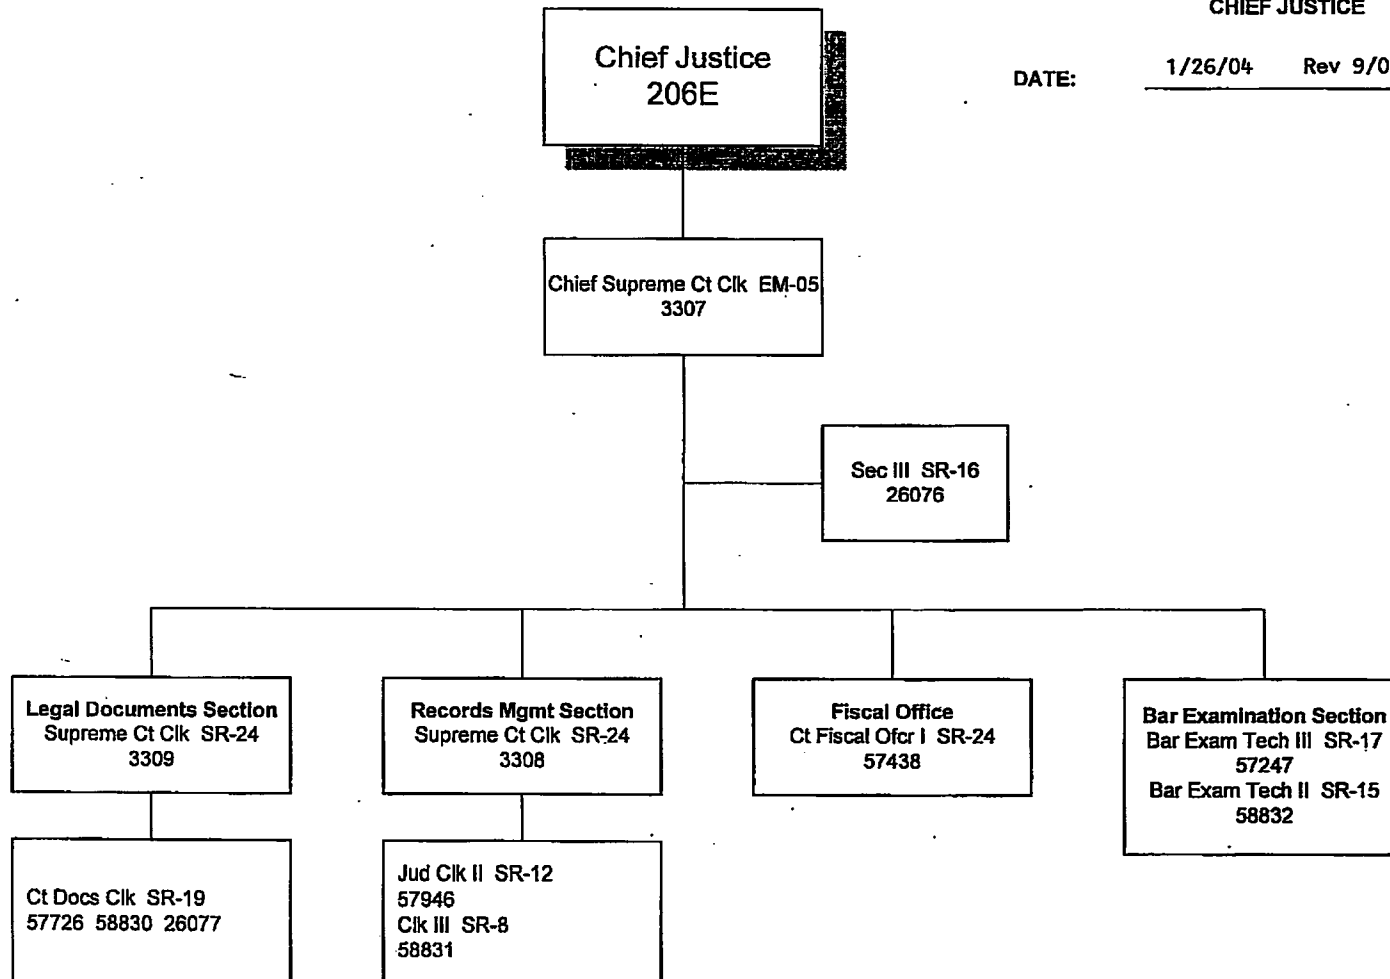 CHIEF JUSTICE
DATE: 1/26/04 Rev 9/0
Chief Justice
206E
Chief Supreme Ct Clk EM-05
3307
Sec III SR-16
26076
Legal Documents Section
Supreme Ct Clk SR-24
3309
Records Mgmt Section
Supreme Ct Clk SR-24
3308
Fiscal Office
Ct Fiscal Ofcr I SR-24
57438
Bar Examination Section
Bar Exam Tech III SR-17
57247
Bar Exam Tech II SR-15
58832
Ct Docs Clk SR-19
57726 58830 26077
Jud Clk II SR-12
57946
Clk III SR-8
58831